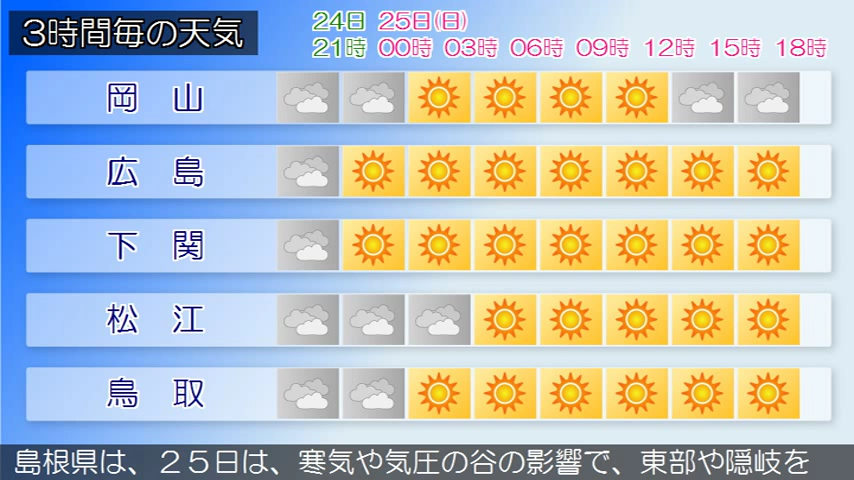 3時間毎の天気
24日 25日(日)
21時 00時 03時 06時 09時 12時 15時 18時
岡 山
広 島
下 関
松 江
鳥 取
島根県は、２５日は、寒気や気圧の谷の影響で、東部や隠岐を